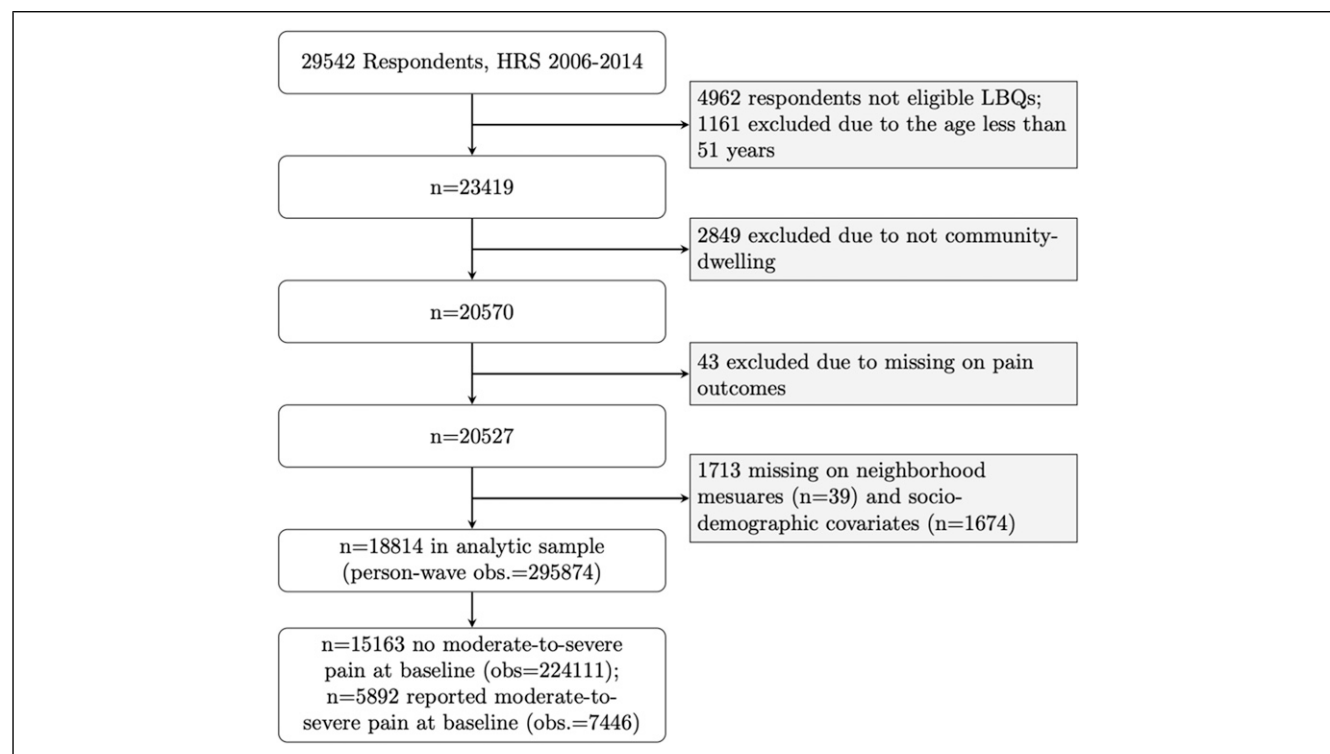 29542 Respondents, HRS 2006-2014
4962 respondents not eligible LBQs;
1161 excluded due to the age less than
51 years
n=23419
2849 excluded due to not community-
dwelling
n=20570
43 excluded due to missing on pain
outcomes
n=20527
1713 missing on neighborhood
mesuares (n=39) and socio-
demographic covariates (n=1674)
n=18814 in analytic sample
(person-wave obs.=295874)
n=15163 no moderate-to-severe
pain at baseline (obs=224111);
n=5892 reported moderate-to-
severe pain at baseline (obs.=7446)